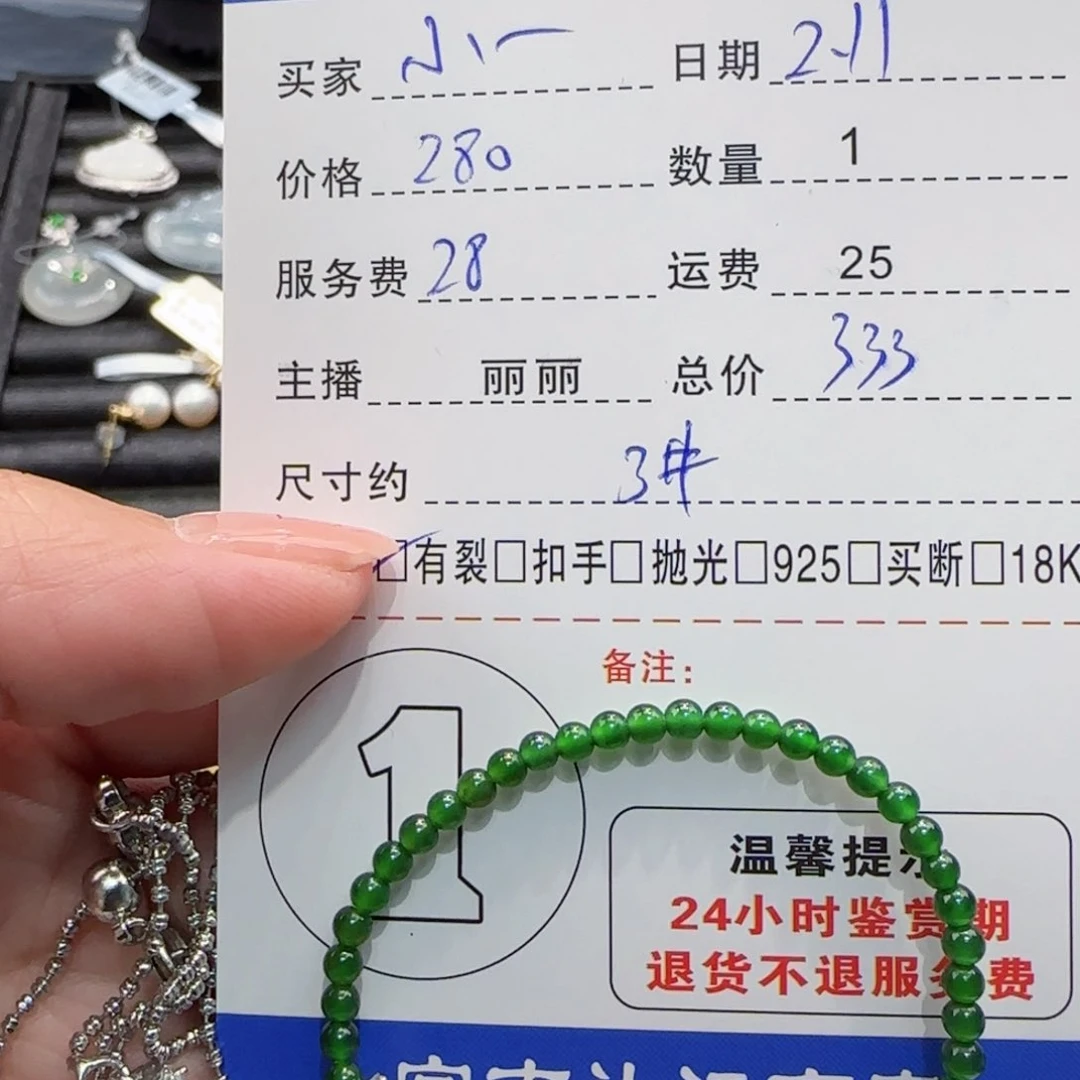 买家 小一 日期 2-11
价格 280 数量 1
服务费 28 运费 25
主播 丽丽 总价 333
尺寸约 3#
☑有裂□扣手□抛光□925□买断□18K
备注：
1
温馨提示
24小时鉴赏期
退货不退服务费